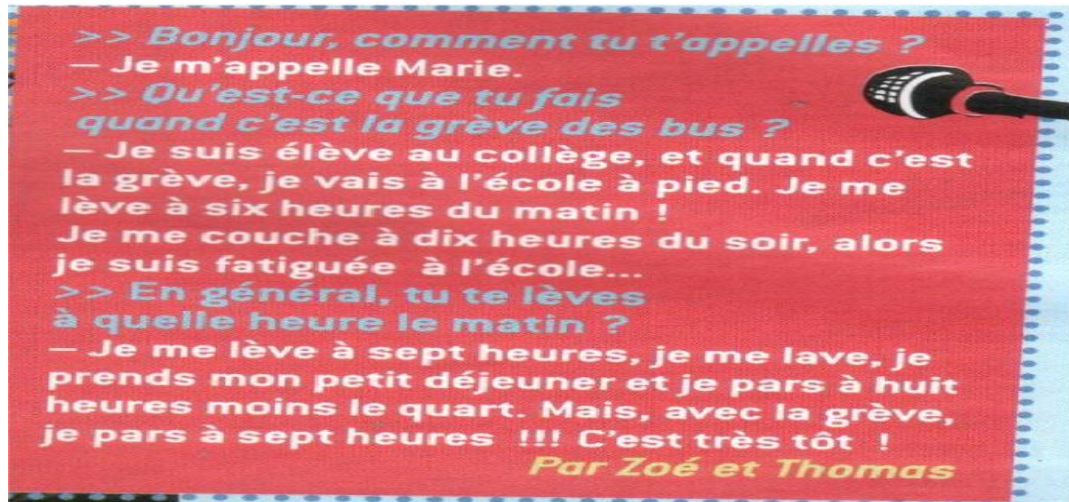 >> Bonjour, comment tu t'appelles ?
– Je m'appelle Marie.
>> Qu'est-ce que tu fais
quand c'est la grève des bus ?
– Je suis élève au collège, et quand c'est
la grève, je vais à l'école à pied. Je me
lève à six heures du matin !
Je me couche à dix heures du soir, alors
je suis fatiguée à l'école...
>> En général, tu te lèves
à quelle heure le matin ?
– Je me lève à sept heures, je me lave, je
prends mon petit déjeuner et je pars à huit
heures moins le quart. Mais, avec la grève,
je pars à sept heures !!! C'est très tôt !
Par Zoé et Thomas